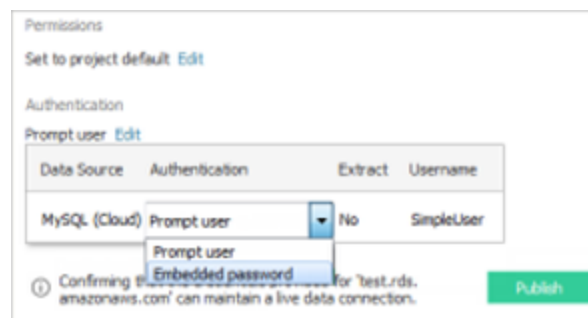 Permissions
Set to project default Edit
Authentication
Prompt user Edit
Data Source Authentication Extract Username
MySQL (Cloud) Prompt user No SimpleUser
Prompt user
Embedded password
Confirming for 'test.rds.
amazonaws.com' can maintain a live data connection.
Publish